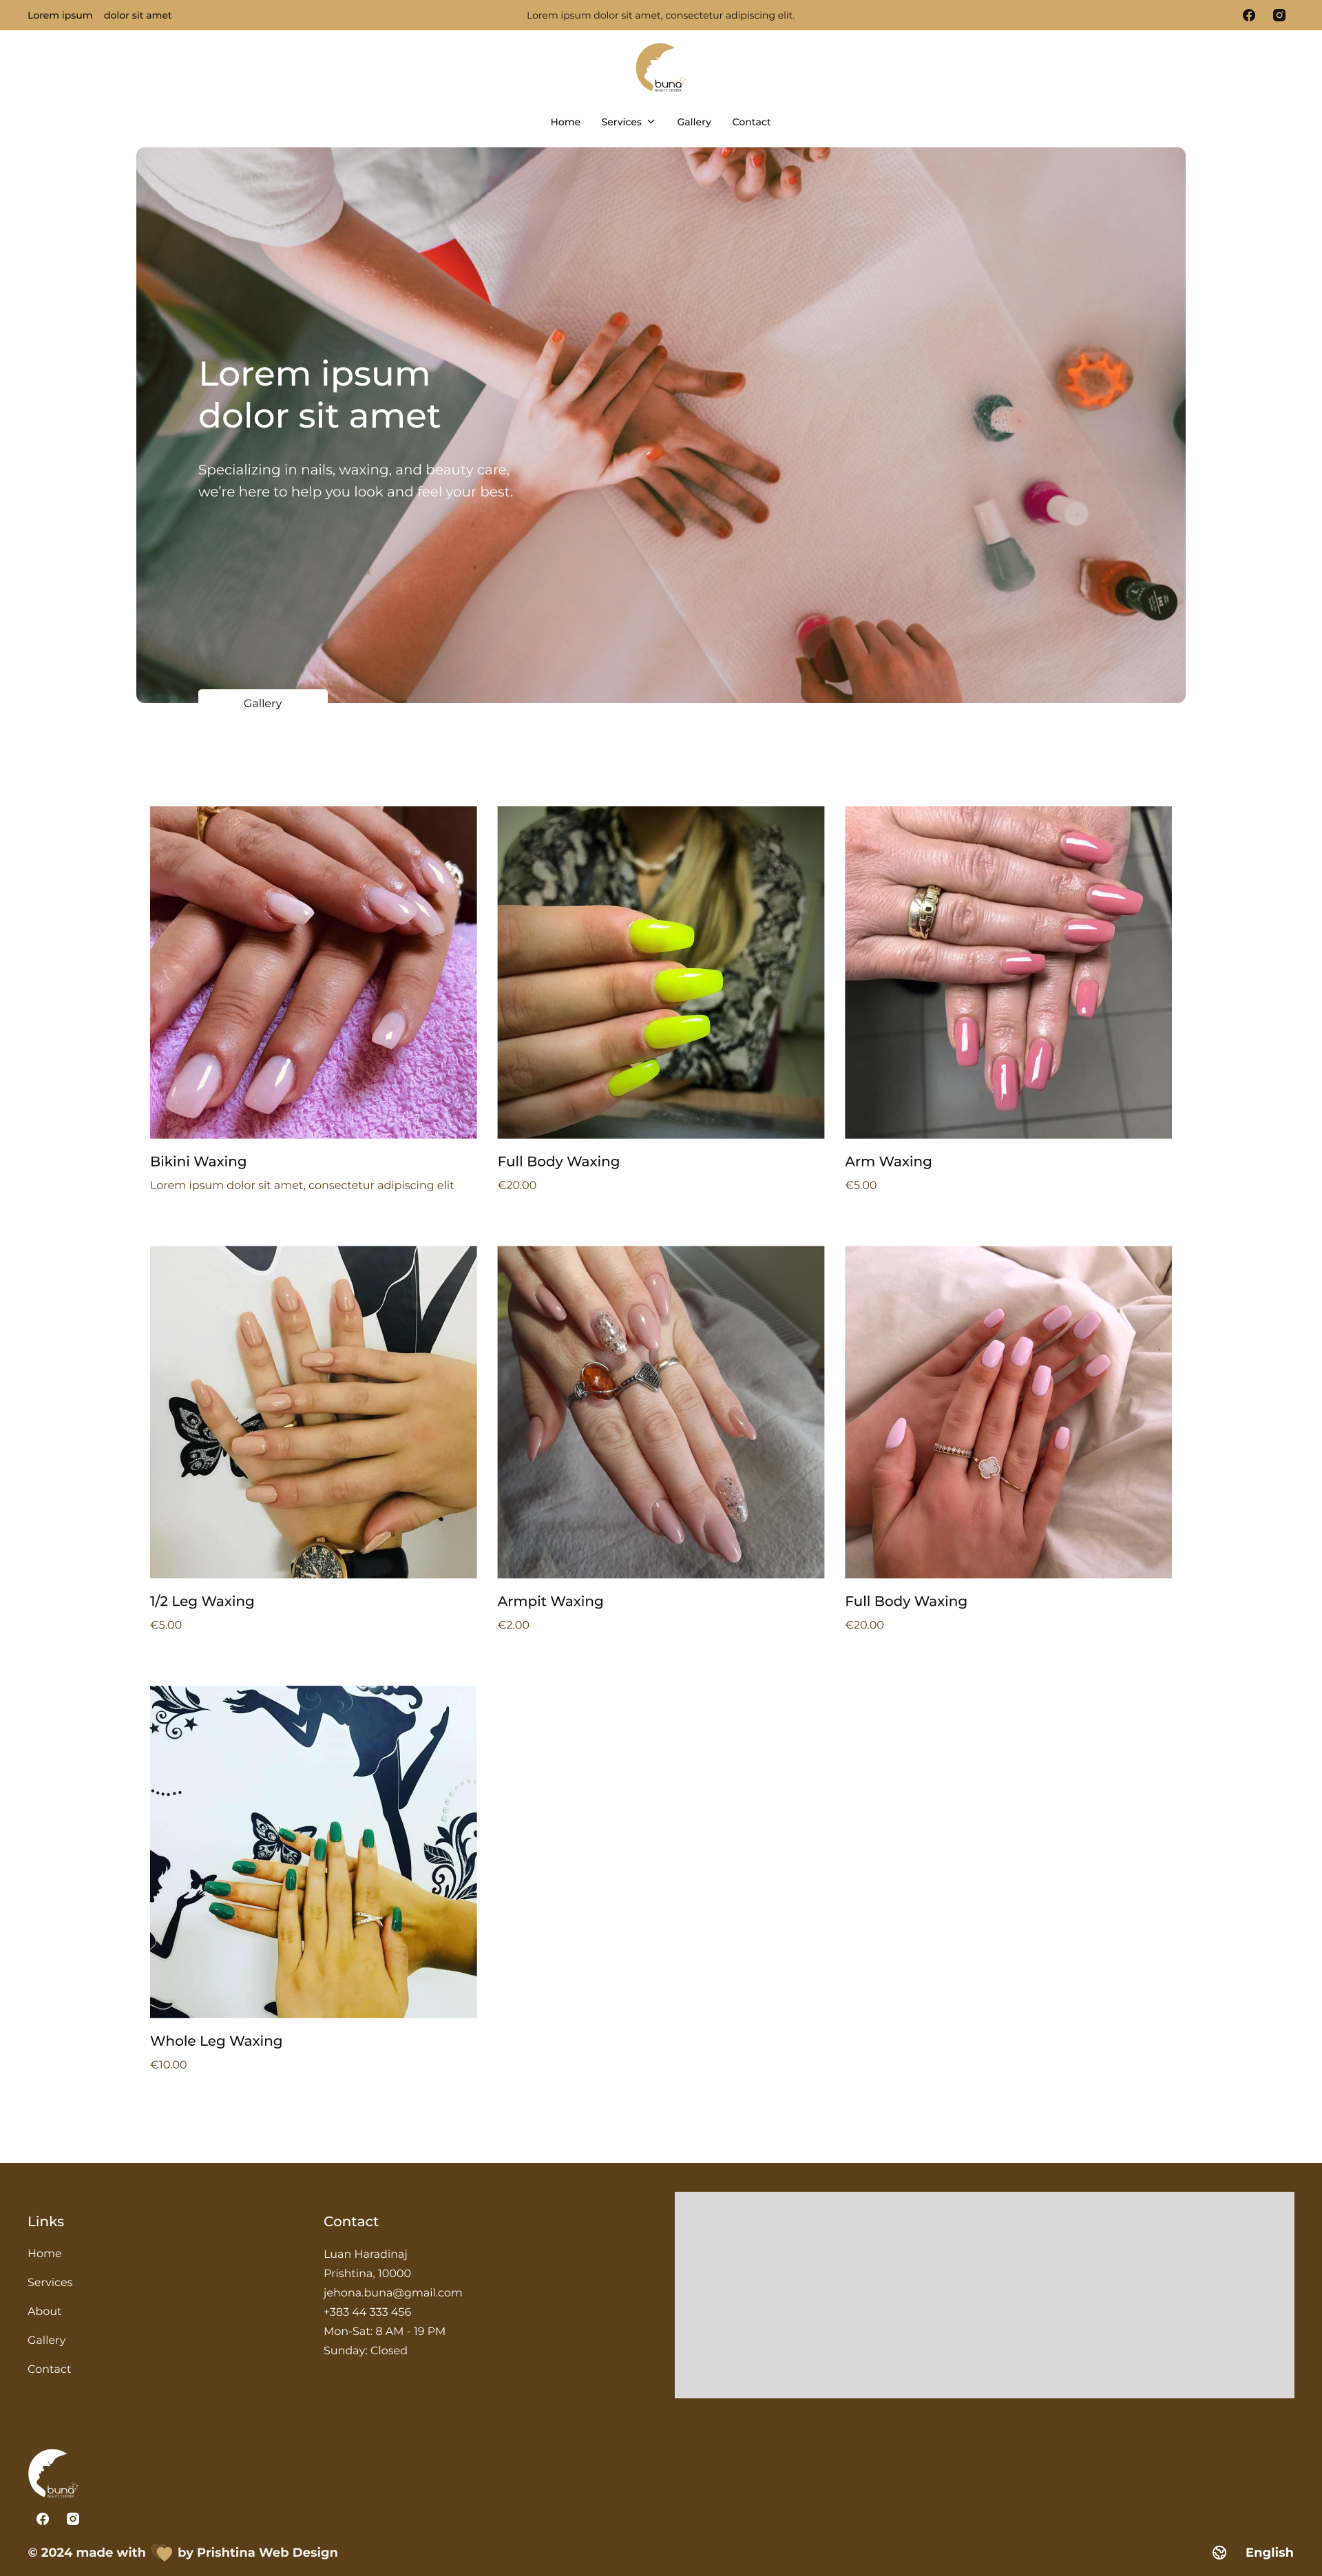 Lorem ipsum dolor sit amet
Lorem ipsum dolor sit amet, consectetur adipiscing elit.
buna
BEAUTY CENTER
Home Services Gallery Contact
Lorem ipsum
dolor sit amet
Specializing in nails, waxing, and beauty care,
we’re here to help you look and feel your best.
Gallery
Bikini Waxing
Lorem ipsum dolor sit amet, consectetur adipiscing elit
Full Body Waxing
€20.00
Arm Waxing
€5.00
1/2 Leg Waxing
€5.00
Armpit Waxing
€2.00
Full Body Waxing
€20.00
Whole Leg Waxing
€10.00
Links
Home
Services
About
Gallery
Contact
Contact
Luan Haradinaj
Prishtina, 10000
jehona.buna@gmail.com
+383 44 333 456
Mon-Sat: 8 AM - 19 PM
Sunday: Closed
buna
BEAUTY CENTER
© 2024 made with by Prishtina Web Design
English